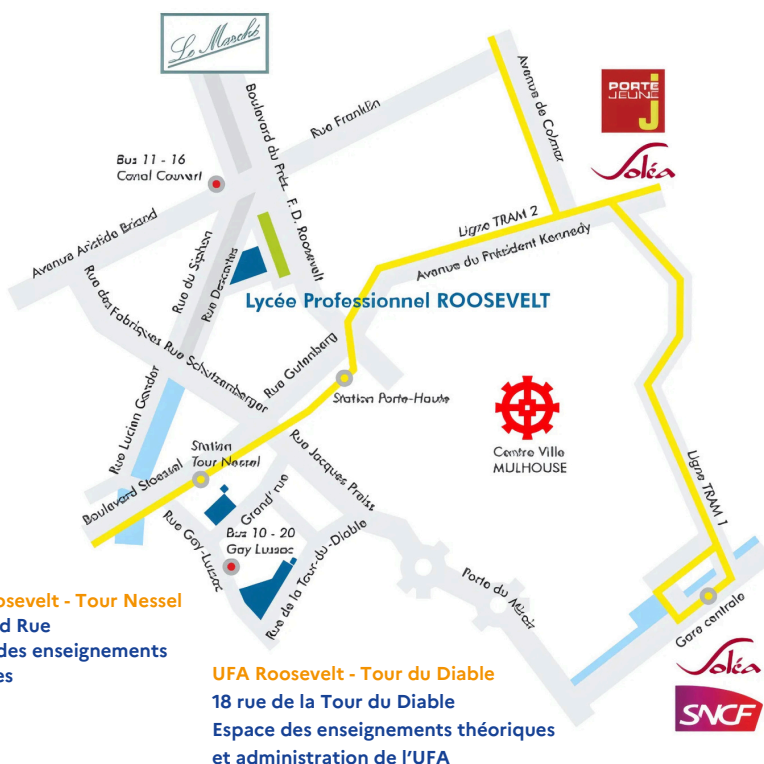 Le Marché
PORTE
JEUNE
J
Soléa
Boulevard du Prés. F. D. Roosevelt
Rue Franklin
Avenue de Colmar
Bus 11 - 16
Canal Couvert
Avenue Aristide Briand
Rue du Siphon
Rue Descartes
Ligne TRAM 2
Avenue du Président Kennedy
Lycée Professionnel ROOSEVELT
Rue des Fabriques
Rue Schutzenberger
Rue Gutenberg
Station Porte-Haute
Rue Lucien Gander
Station
Tour Nessel
Boulevard Stoessel
Rue Jacques Preiss
Centre Ville
MULHOUSE
Ligne TRAM 1
Grand' rue
Rue Gay-Lussac
Bus 10 - 20
Gay Lussac
Rue de la Tour-du-Diable
Porte du Miroir
Gare centrale
osevelt - Tour Nessel
d Rue
des enseignements
es
UFA Roosevelt - Tour du Diable
18 rue de la Tour du Diable
Espace des enseignements théoriques
et administration de l'UFA
Soléa
SNCF